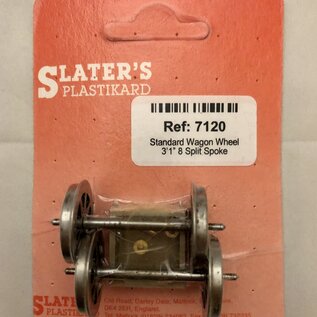 SLATER'S
PLASTIKARD
Ref: 7120
Standard Wagon Wheel
3'1" 8 Split Spoke
Old Road, Darley Dale, Matlock,
DE4 2ER, England.